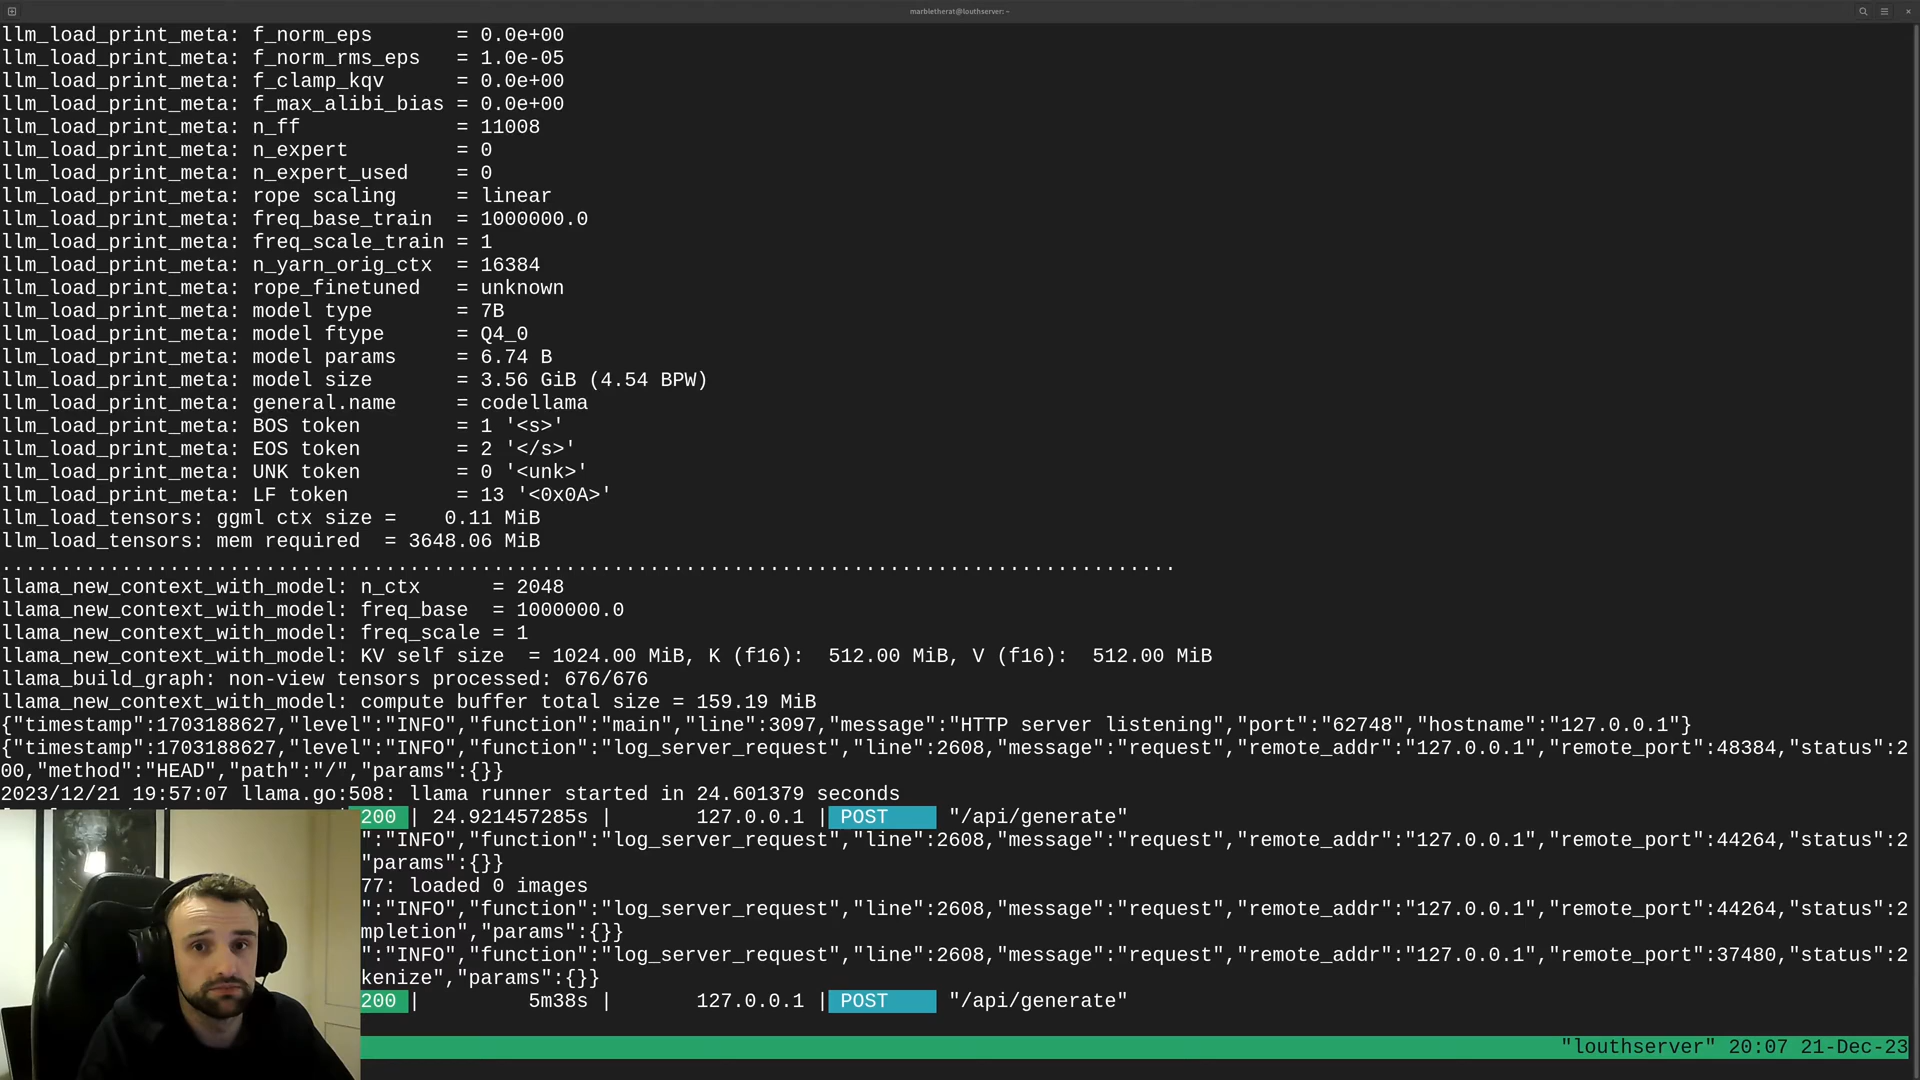 marbletherat@louthserver: ~
llm_load_print_meta: f_norm_eps       = 0.0e+00
llm_load_print_meta: f_norm_rms_eps   = 1.0e-05
llm_load_print_meta: f_clamp_kqv      = 0.0e+00
llm_load_print_meta: f_max_alibi_bias = 0.0e+00
llm_load_print_meta: n_ff             = 11008
llm_load_print_meta: n_expert         = 0
llm_load_print_meta: n_expert_used    = 0
llm_load_print_meta: rope scaling     = linear
llm_load_print_meta: freq_base_train  = 1000000.0
llm_load_print_meta: freq_scale_train = 1
llm_load_print_meta: n_yarn_orig_ctx  = 16384
llm_load_print_meta: rope_finetuned   = unknown
llm_load_print_meta: model type       = 7B
llm_load_print_meta: model ftype      = Q4_0
llm_load_print_meta: model params     = 6.74 B
llm_load_print_meta: model size       = 3.56 GiB (4.54 BPW)
llm_load_print_meta: general.name     = codellama
llm_load_print_meta: BOS token        = 1 '<s>'
llm_load_print_meta: EOS token        = 2 '</s>'
llm_load_print_meta: UNK token        = 0 '<unk>'
llm_load_print_meta: LF token         = 13 '<0x0A>'
llm_load_tensors: ggml ctx size =    0.11 MiB
llm_load_tensors: mem required  = 3648.06 MiB
..................................................................................................
llama_new_context_with_model: n_ctx      = 2048
llama_new_context_with_model: freq_base  = 1000000.0
llama_new_context_with_model: freq_scale = 1
llama_new_context_with_model: KV self size  = 1024.00 MiB, K (f16):  512.00 MiB, V (f16):  512.00 MiB
llama_build_graph: non-view tensors processed: 676/676
llama_new_context_with_model: compute buffer total size = 159.19 MiB
{"timestamp":1703188627,"level":"INFO","function":"main","line":3097,"message":"HTTP server listening","port":"62748","hostname":"127.0.0.1"}
{"timestamp":1703188627,"level":"INFO","function":"log_server_request","line":2608,"message":"request","remote_addr":"127.0.0.1","remote_port":48384,"status":2
00,"method":"HEAD","path":"/","params":{}}
2023/12/21 19:57:07 llama.go:508: llama runner started in 24.601379 seconds
200 | 24.921457285s |       127.0.0.1 | POST     "/api/generate"
":"INFO","function":"log_server_request","line":2608,"message":"request","remote_addr":"127.0.0.1","remote_port":44264,"status":2
"params":{}}
77: loaded 0 images
":"INFO","function":"log_server_request","line":2608,"message":"request","remote_addr":"127.0.0.1","remote_port":44264,"status":2
mpletion","params":{}}
":"INFO","function":"log_server_request","line":2608,"message":"request","remote_addr":"127.0.0.1","remote_port":37480,"status":2
kenize","params":{}}
200 |         5m38s |       127.0.0.1 | POST     "/api/generate"
"louthserver" 20:07 21-Dec-23